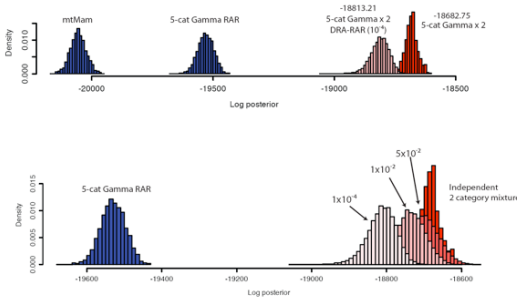 mtMam
5-cat Gamma RAR
-18813.21
5-cat Gamma x 2
DRA-RAR (10⁻⁴)
-18682.75
5-cat Gamma x 2
Density
0.000
0.010
-20000
-19500
-19000
-18500
Log posterior
5-cat Gamma RAR
1x10⁻⁴
1x10⁻²
5x10⁻²
Independent
2 category mixture
Density
0.000
0.005
0.010
0.015
-19600
-19400
-19200
-19000
-18800
-18600
Log posterior